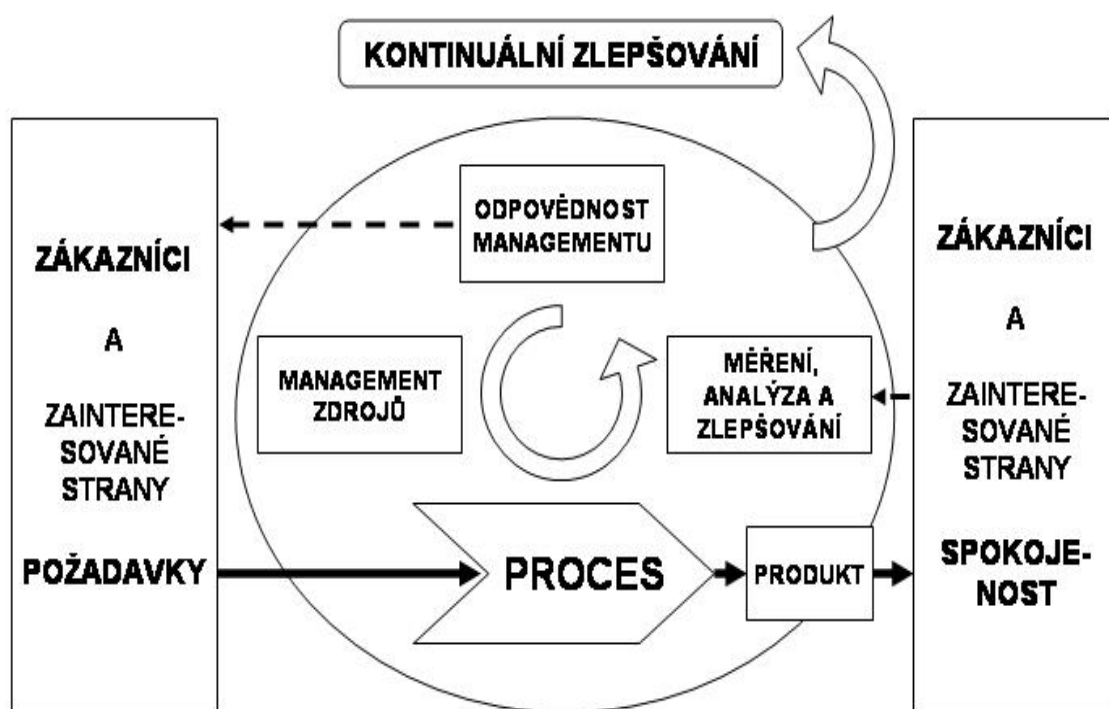 KONTINUÁLNÍ ZLEPŠOVÁNÍ
ZÁKAZNÍCI
A
ZAINTERE-
SOVANÉ
STRANY
POŽADAVKY
ODPOVĚDNOST
MANAGEMENTU
MANAGEMENT
ZDROJŮ
MĚŘENÍ,
ANALÝZA A
ZLEPŠOVÁNÍ
PROCES
PRODUKT
ZÁKAZNÍCI
A
ZAINTERE-
SOVANÉ
STRANY
SPOKOJE-
NOST